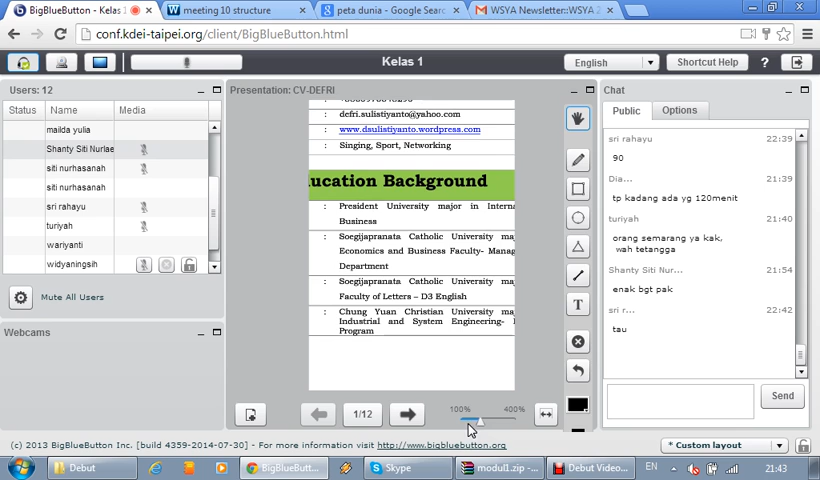 BigBlueButton - Kelas 1
meeting 10 structure
peta dunia - Google Searc
WSYA Newsletter::WSYA 2
conf.kdei-taipei.org/client/BigBlueButton.html
Kelas 1
English
Shortcut Help
Users: 12
Status Name Media
mailda yulia
Shanty Siti Nurlae
siti nurhasanah
siti nurhasanah
sri rahayu
turiyah
wariyanti
widyaningsih
Mute All Users
Webcams
Presentation: CV-DEFRI
: defri.sulistiyanto@yahoo.com
: www.dsulistiyanto.wordpress.com
: Singing, Sport, Networking
ucation Background
: President University major in Interna
Business
: Soegijapranata Catholic University maj
Economics and Business Faculty- Manag
Department
: Soegijapranata Catholic University maj
Faculty of Letters – D3 English
: Chung Yuan Christian University maj
Industrial and System Engineering- I
Program
T
1/12
100%
400%
Chat
Public
Options
sri rahayu 22:39
90
Dia... 21:39
tp kadang ada yg 120menit
turiyah 21:40
orang semarang ya kak,
wah tetangga
Shanty Siti Nur... 21:54
enak bgt pak
sri r... 22:42
tau
Send
(c) 2013 BigBlueButton Inc. [build 4359-2014-07-30] - For more information visit http://www.bigbluebutton.org
* Custom layout
Debut
BigBlueButton -...
Skype
modul1.zip -...
Debut Video...
EN
21:43